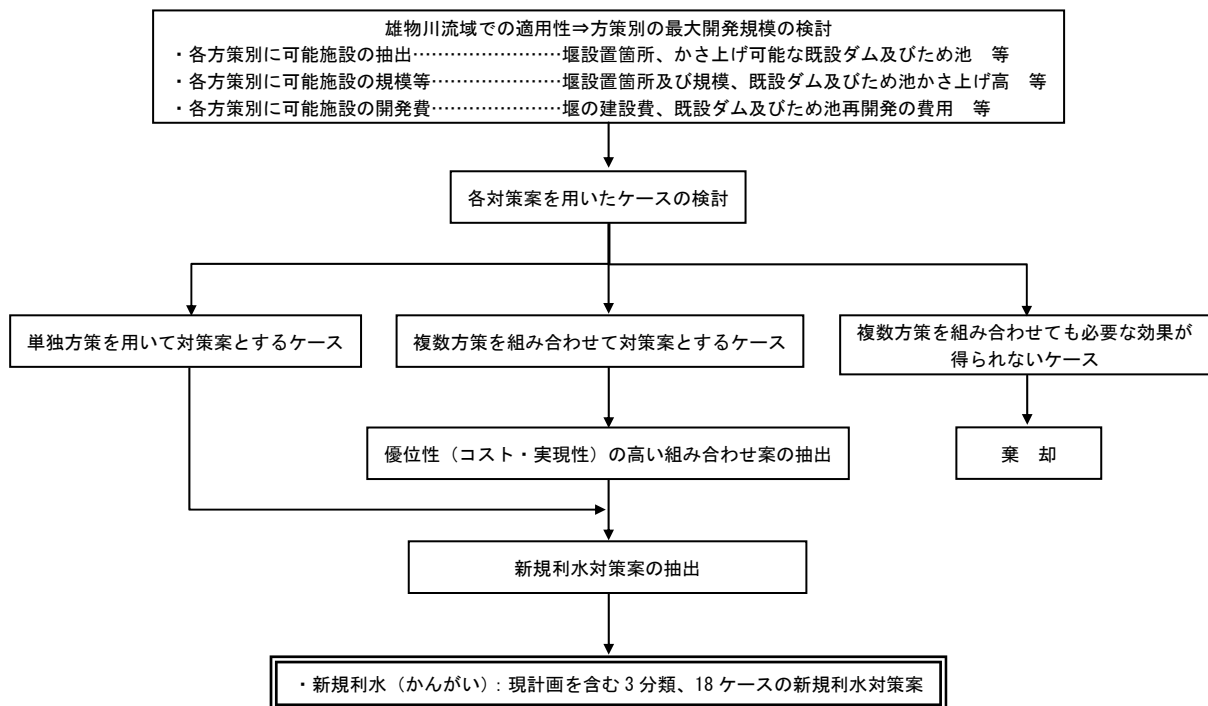 雄物川流域での適用性⇒方策別の最大開発規模の検討
・各方策別に可能施設の抽出……………………堰設置箇所、かさ上げ可能な既設ダム及びため池　等
・各方策別に可能施設の規模等…………………堰設置箇所及び規模、既設ダム及びため池かさ上げ高　等
・各方策別に可能施設の開発費…………………堰の建設費、既設ダム及びため池再開発の費用　等
各対策案を用いたケースの検討
単独方策を用いて対策案とするケース
複数方策を組み合わせて対策案とするケース
複数方策を組み合わせても必要な効果が
得られないケース
優位性（コスト・実現性）の高い組み合わせ案の抽出
棄　却
新規利水対策案の抽出
・新規利水（かんがい）：現計画を含む 3 分類、18 ケースの新規利水対策案